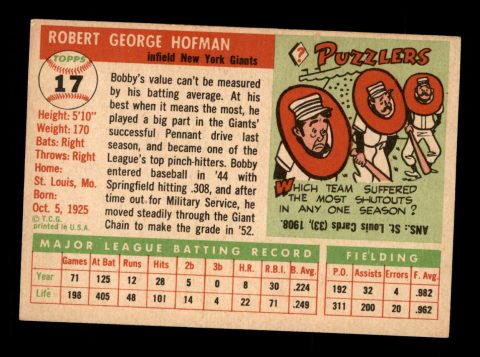 ROBERT GEORGE HOFMAN
infield New York Giants
TOPPS
17
Height: 5'10"
Weight: 170
Bats: Right
Throws: Right
Home:
St. Louis, Mo.
Born:
Oct. 5, 1925
© T.C.G.
printed in U.S.A.
Bobby's value can't be measured
by his batting average. At his
best when it means the most, he
played a big part in the Giants'
successful Pennant drive last
season, and became one of the
League's top pinch-hitters. Bobby
entered baseball in '44 with
Springfield hitting .308, and after
time out for Military Service, he
moved steadily through the Giant
Chain to make the grade in '52.
? PUZZLERS
WHICH TEAM SUFFERED
THE MOST SHUTOUTS
IN ANY ONE SEASON?
ANS.: St. Louis Cards (33), 1908.
MAJOR LEAGUE BATTING RECORD
Games At Bat Runs Hits 2b 3b H.R. R.B.I. B. Avg.
Year 71 125 12 28 5 0 8 30 .224
Life 198 405 48 101 14 4 22 71 .249
FIELDING
P.O. Assists Errors F. Avg.
192 32 4 .982
311 200 20 .962